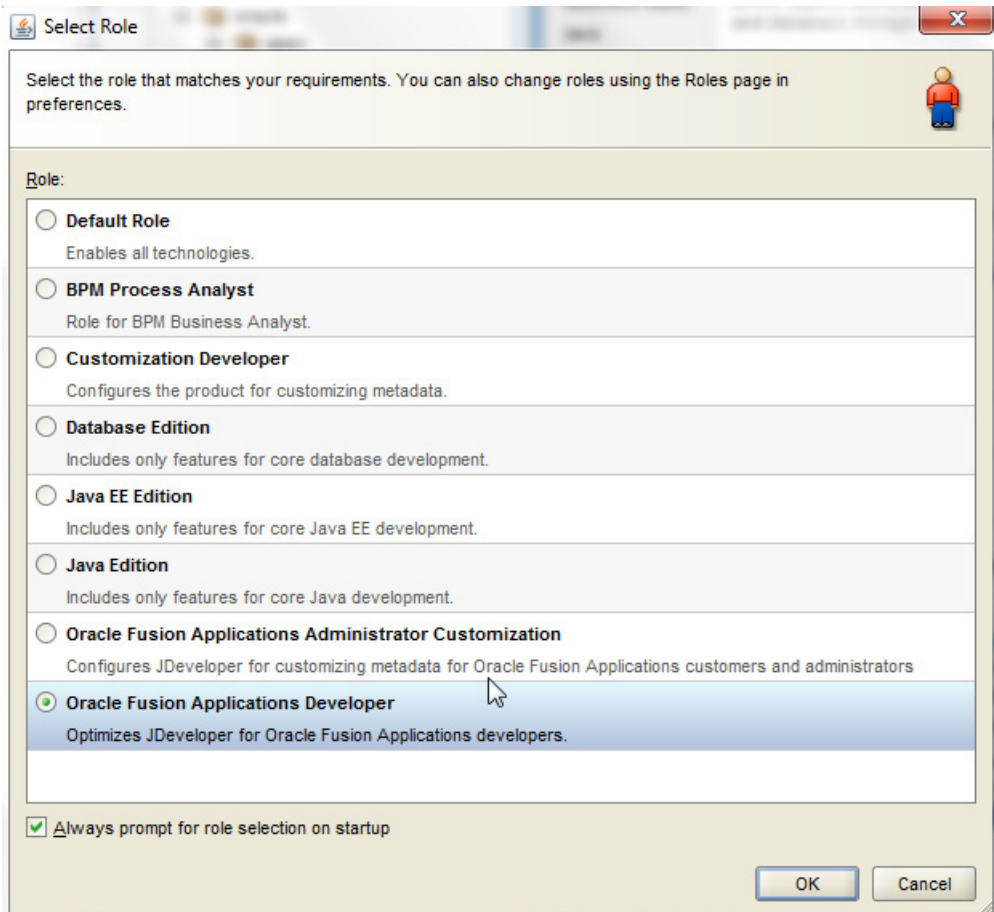 Select Role
Select the role that matches your requirements. You can also change roles using the Roles page in
preferences.
Role:
Default Role
Enables all technologies.
BPM Process Analyst
Role for BPM Business Analyst.
Customization Developer
Configures the product for customizing metadata.
Database Edition
Includes only features for core database development.
Java EE Edition
Includes only features for core Java EE development.
Java Edition
Includes only features for core Java development.
Oracle Fusion Applications Administrator Customization
Configures JDeveloper for customizing metadata for Oracle Fusion Applications customers and administrators
Oracle Fusion Applications Developer
Optimizes JDeveloper for Oracle Fusion Applications developers.
Always prompt for role selection on startup
OK
Cancel